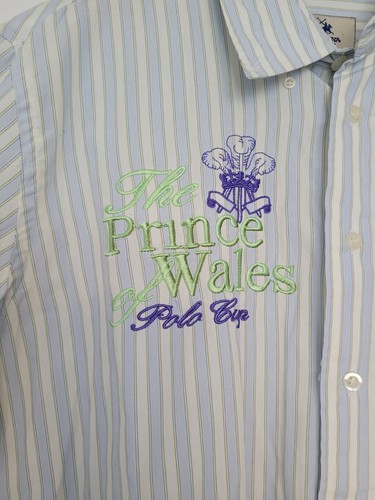 The
Prince
of Wales
Polo Cup